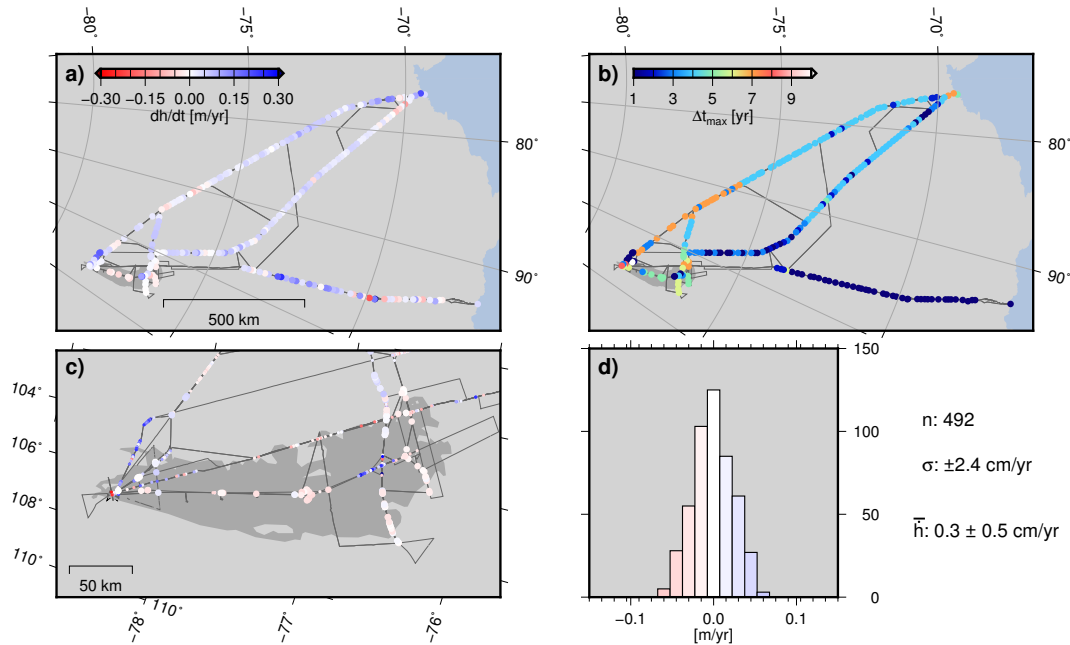 −80˚
−75˚
−70˚
a)
−0.30 −0.15 0.00 0.15 0.30
dh/dt [m/yr]
80˚
90˚
500 km
−80˚
−75˚
−70˚
b)
1 3 5 7 9
Δtmax [yr]
80˚
90˚
c)
104˚
106˚
108˚
110˚
50 km
−78˚
110˚
−77˚
−76˚
d)
150
100
50
0
−0.1 0.0 0.1
[m/yr]
n: 492
σ: ±2.4 cm/yr
h̄̇: 0.3 ± 0.5 cm/yr